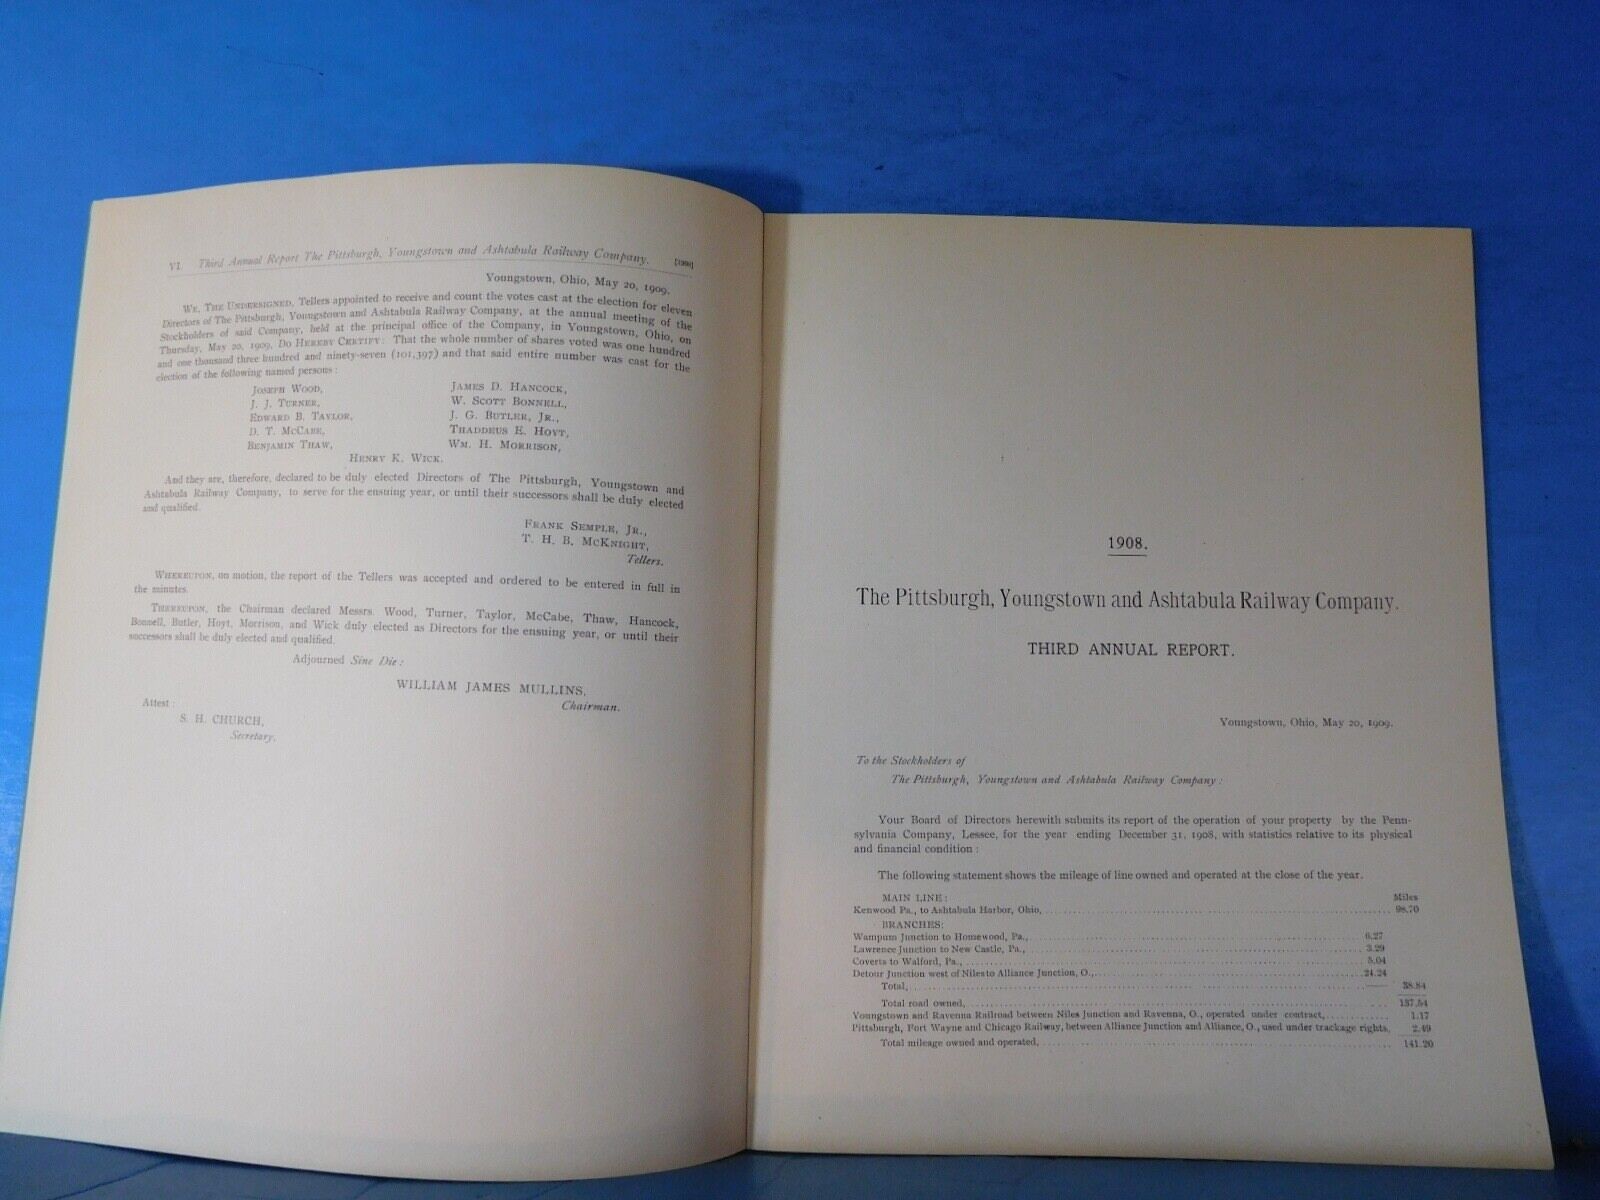 VI. Third Annual Report The Pittsburgh, Youngstown and Ashtabula Railway Company. [1908]
Youngstown, Ohio, May 20, 1909.
WE, THE UNDERSIGNED, Tellers appointed to receive and count the votes cast at the election for eleven
Directors of The Pittsburgh, Youngstown and Ashtabula Railway Company, at the annual meeting of the
Stockholders of said Company, held at the principal office of the Company, in Youngstown, Ohio, on
Thursday, May 20, 1909, DO HEREBY CERTIFY: That the whole number of shares voted was one hundred
and one thousand three hundred and ninety-seven (101,397) and that said entire number was cast for the
election of the following named persons:
JOSEPH WOOD, JAMES D. HANCOCK,
J. J. TURNER, W. SCOTT BONNELL,
EDWARD B. TAYLOR, J. G. BUTLER, JR.,
D. T. MCCABE, THADDEUS E. HOYT,
BENJAMIN THAW, WM. H. MORRISON,
HENRY K. WICK.
And they are, therefore, declared to be duly elected Directors of The Pittsburgh, Youngstown and
Ashtabula Railway Company, to serve for the ensuing year, or until their successors shall be duly elected
and qualified.
FRANK SEMPLE, JR.,
T. H. B. MCKNIGHT,
Tellers.
WHEREUPON, on motion, the report of the Tellers was accepted and ordered to be entered in full in
the minutes.
THEREUPON, the Chairman declared Messrs. Wood, Turner, Taylor, McCabe, Thaw, Hancock,
Bonnell, Butler, Hoyt, Morrison, and Wick duly elected as Directors for the ensuing year, or until their
successors shall be duly elected and qualified.
Adjourned Sine Die:
WILLIAM JAMES MULLINS,
Chairman.
Attest:
S. H. CHURCH,
Secretary.
1908.
The Pittsburgh, Youngstown and Ashtabula Railway Company.
THIRD ANNUAL REPORT.
Youngstown, Ohio, May 20, 1909.
To the Stockholders of
The Pittsburgh, Youngstown and Ashtabula Railway Company:
Your Board of Directors herewith submits its report of the operation of your property by the Penn-
sylvania Company, Lessee, for the year ending December 31, 1908, with statistics relative to its physical
and financial condition:
The following statement shows the mileage of line owned and operated at the close of the year.
MAIN LINE: Miles
Kenwood Pa., to Ashtabula Harbor, Ohio, 98.70
BRANCHES:
Wampum Junction to Homewood, Pa., 6.27
Lawrence Junction to New Castle, Pa., 3.29
Coverts to Walford, Pa., 5.04
Detour Junction west of Niles to Alliance Junction, O., 24.24
Total, 38.84
Total road owned, 137.54
Youngstown and Ravenna Railroad between Niles Junction and Ravenna, O., operated under contract, 1.17
Pittsburgh, Fort Wayne and Chicago Railway, between Alliance Junction and Alliance, O., used under trackage rights, 2.49
Total mileage owned and operated, 141.20